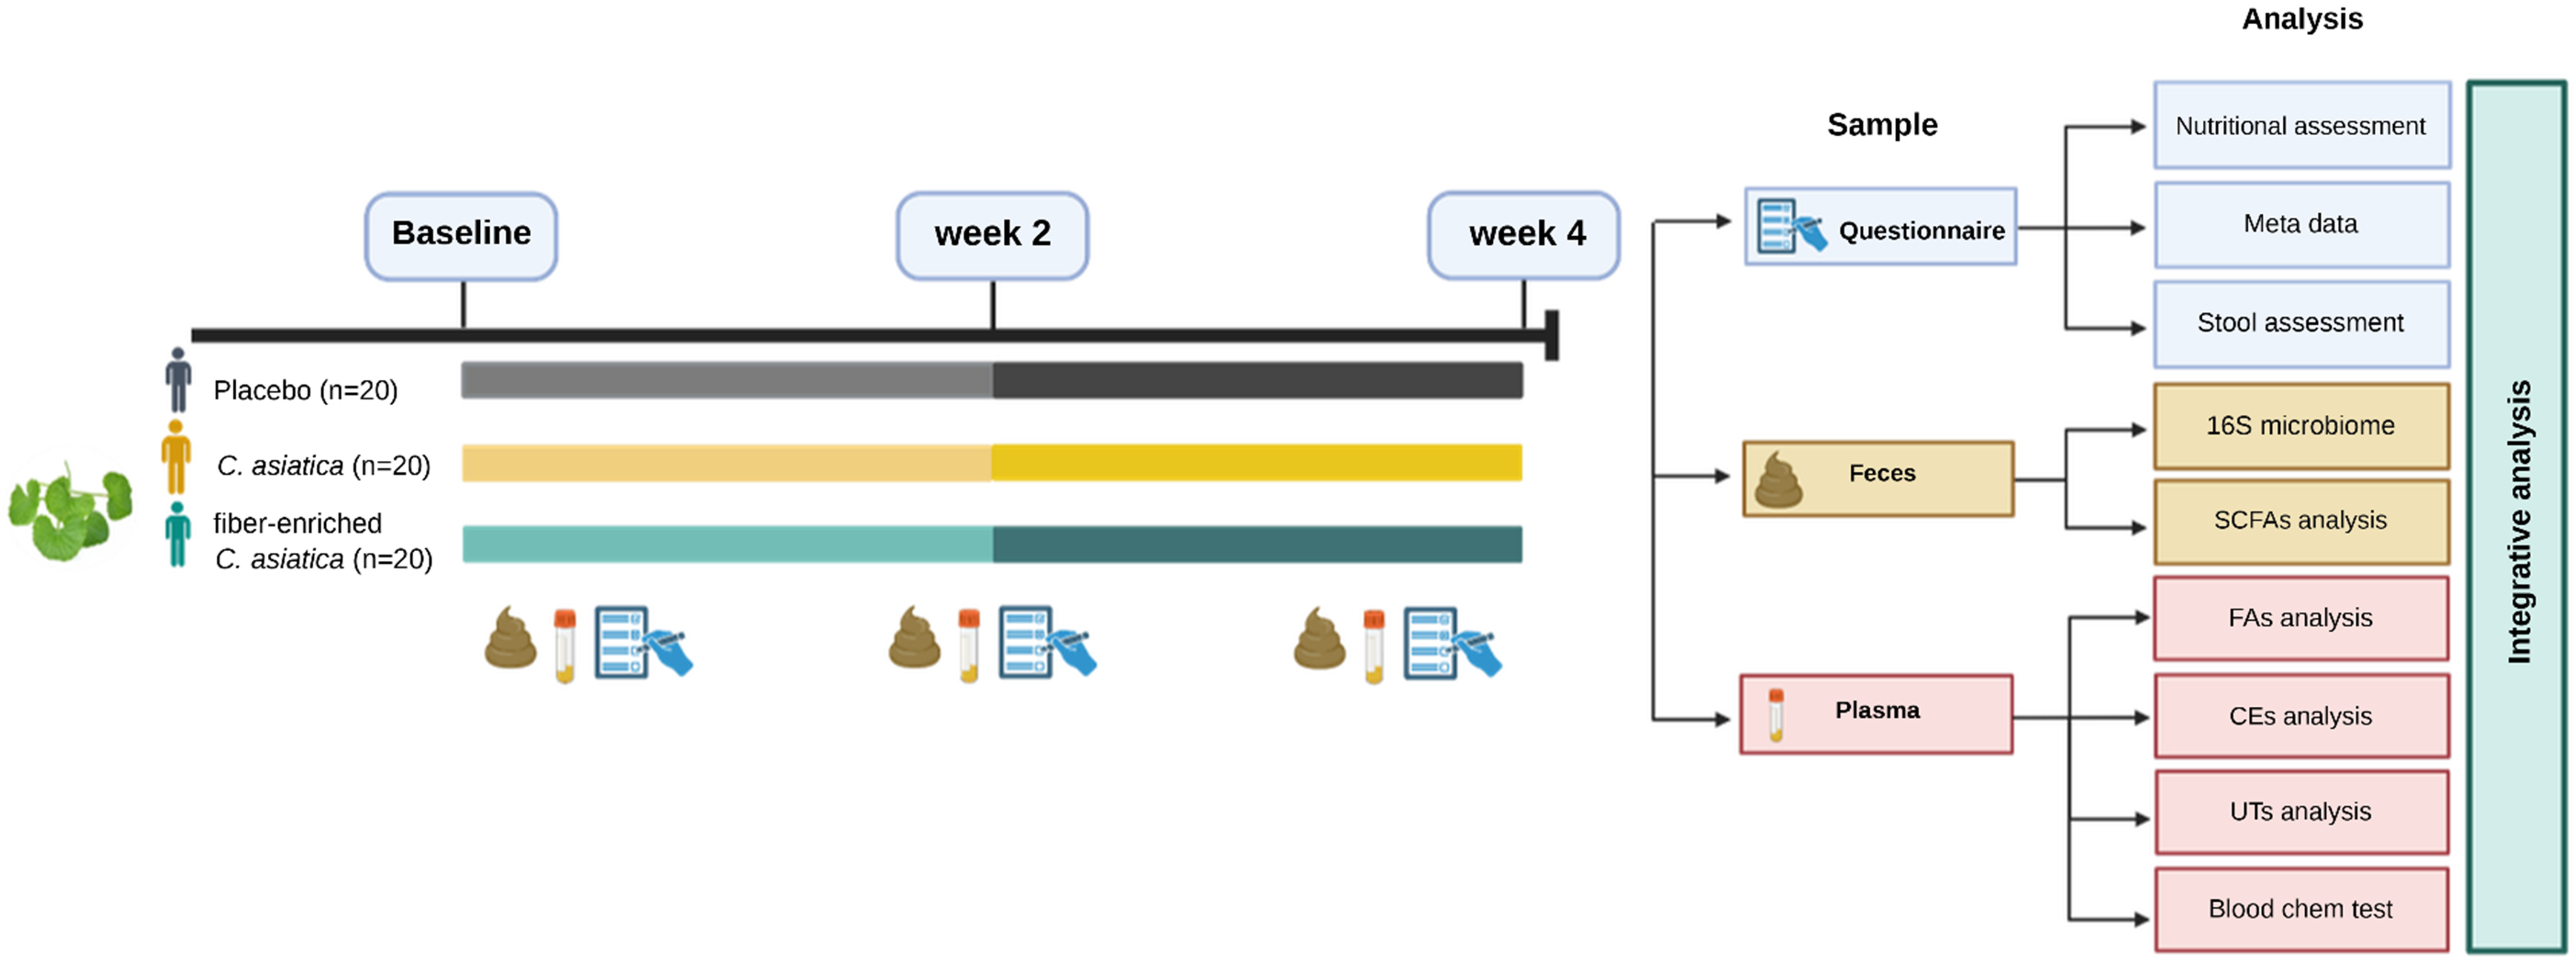 Baseline
week 2
week 4
Placebo (n=20)
C. asiatica (n=20)
fiber-enriched
C. asiatica (n=20)
Sample
Questionnaire
Feces
Plasma
Analysis
Nutritional assessment
Meta data
Stool assessment
16S microbiome
SCFAs analysis
FAs analysis
CEs analysis
UTs analysis
Blood chem test
Integrative analysis